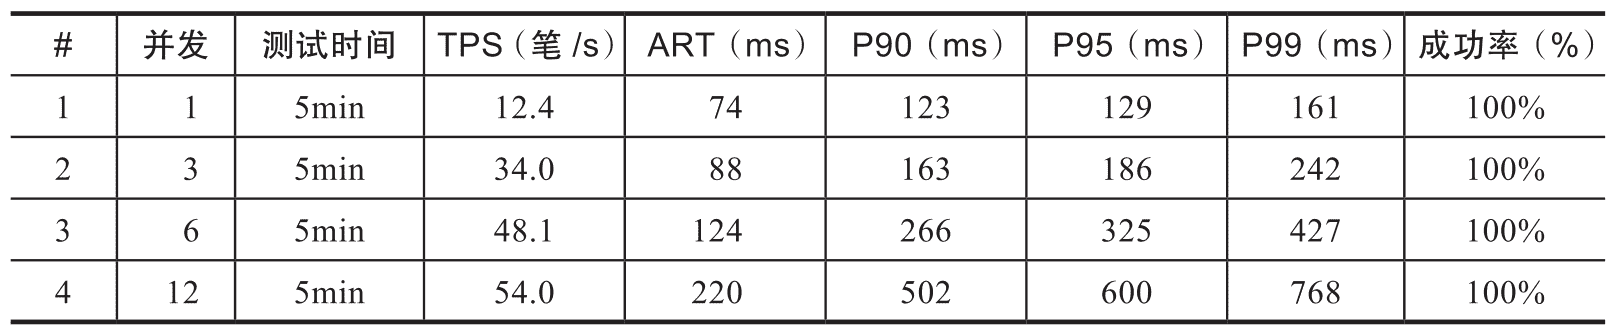 # 并发 测试时间 TPS（笔 /s） ART（ms） P90（ms） P95（ms） P99（ms） 成功率（%）
1 1 5min 12.4 74 123 129 161 100%
2 3 5min 34.0 88 163 186 242 100%
3 6 5min 48.1 124 266 325 427 100%
4 12 5min 54.0 220 502 600 768 100%